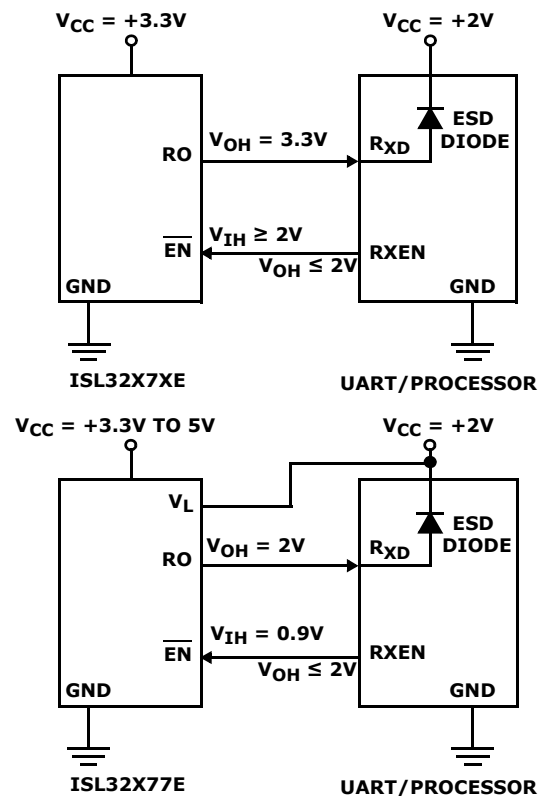 VCC = +3.3V
VCC = +2V
RO
VOH = 3.3V
RXD
ESD
DIODE
EN
VIH ≥ 2V
VOH ≤ 2V
RXEN
GND
GND
ISL32X7XE
UART/PROCESSOR
VCC = +3.3V TO 5V
VCC = +2V
VL
RO
VOH = 2V
RXD
ESD
DIODE
EN
VIH = 0.9V
VOH ≤ 2V
RXEN
GND
GND
ISL32X77E
UART/PROCESSOR